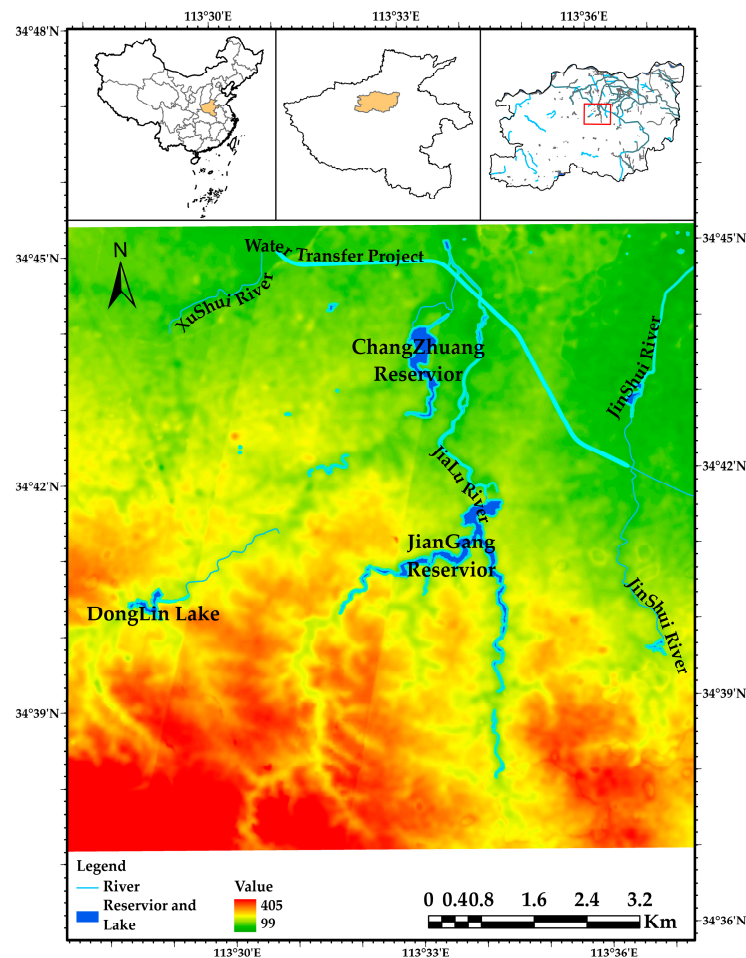 113°30'E
113°33'E
113°36'E
34°48'N
N
Water Transfer Project
34°45'N
34°45'N
XuShui River
ChangZhuang
Reservior
JinShui River
34°42'N
JiaLu River
34°42'N
JianGang
Reservior
DongLin Lake
JinShui River
34°39'N
34°39'N
Legend
River
Reservior and
Lake
Value
405
99
0 0.40.8 1.6 2.4 3.2
Km
34°36'N
113°30'E
113°33'E
113°36'E